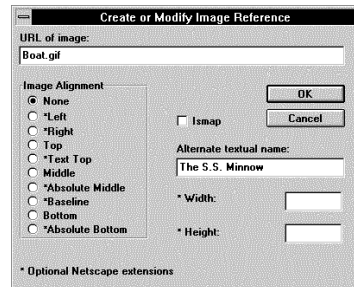 Create or Modify Image Reference
URL of image:
Boat.gif
Image Alignment
None
*Left
*Right
Top
*Text Top
Middle
*Absolute Middle
*Baseline
Bottom
*Absolute Bottom
Ismap
OK
Cancel
Alternate textual name:
The S.S. Minnow
* Width:
* Height:
* Optional Netscape extensions